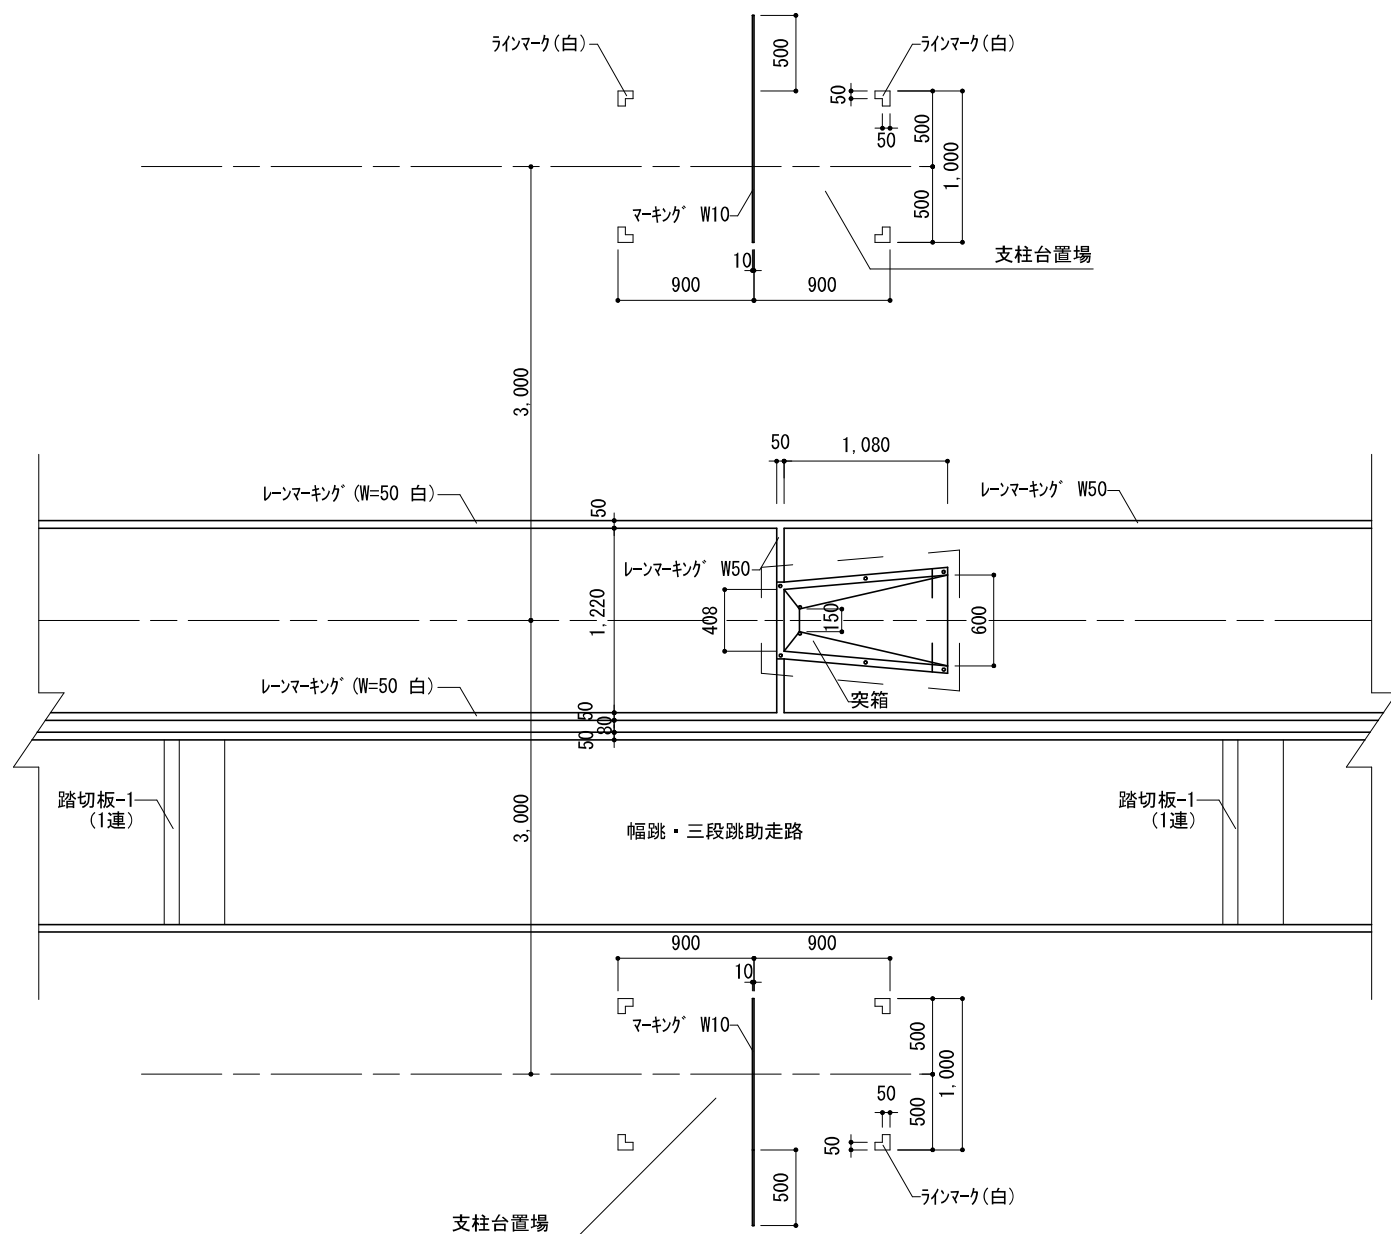 ラインマーク(白)
500
ラインマーク(白)
50
50
500
1,000
500
マーキング W10
支柱台置場
10
900
900
3,000
50
1,080
レーンマーキング(W=50 白)
レーンマーキング W50
50
レーンマーキング W50
1,220
408
150
600
レーンマーキング(W=50 白)
突箱
50
80
50
踏切板-1
(1連)
3,000
幅跳・三段跳助走路
踏切板-1
(1連)
900
900
10
マーキング W10
500
1,000
50
500
50
500
ラインマーク(白)
支柱台置場